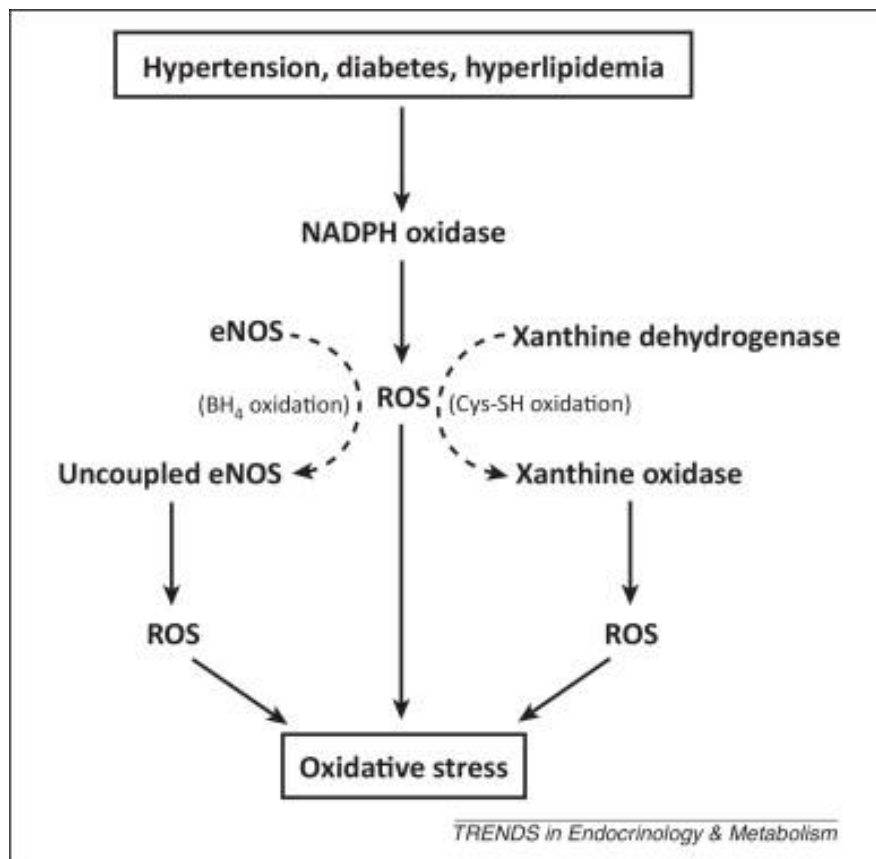 Hypertension, diabetes, hyperlipidemia
NADPH oxidase
eNOS
Xanthine dehydrogenase
(BH₄ oxidation)
ROS
(Cys-SH oxidation)
Uncoupled eNOS
Xanthine oxidase
ROS
ROS
Oxidative stress
TRENDS in Endocrinology & Metabolism